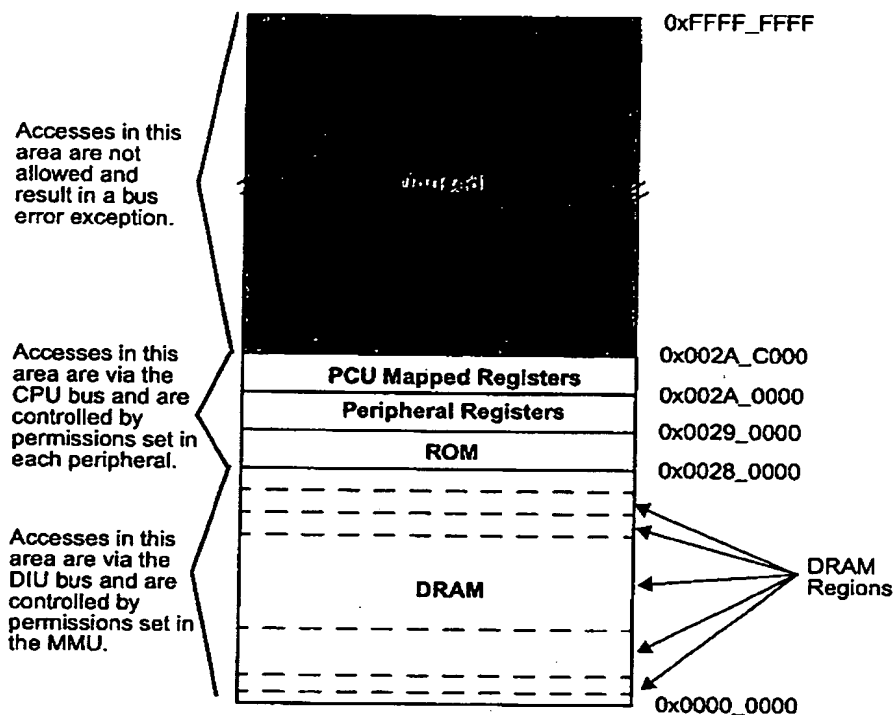 0xFFFF_FFFF
Accesses in this
area are not
allowed and
result in a bus
error exception.
0x002A_C000
Accesses in this
area are via the
CPU bus and are
controlled by
permissions set in
each peripheral.
PCU Mapped Registers
0x002A_0000
Peripheral Registers
0x0029_0000
ROM
0x0028_0000
Accesses in this
area are via the
DIU bus and are
controlled by
permissions set in
the MMU.
DRAM
DRAM
Regions
0x0000_0000